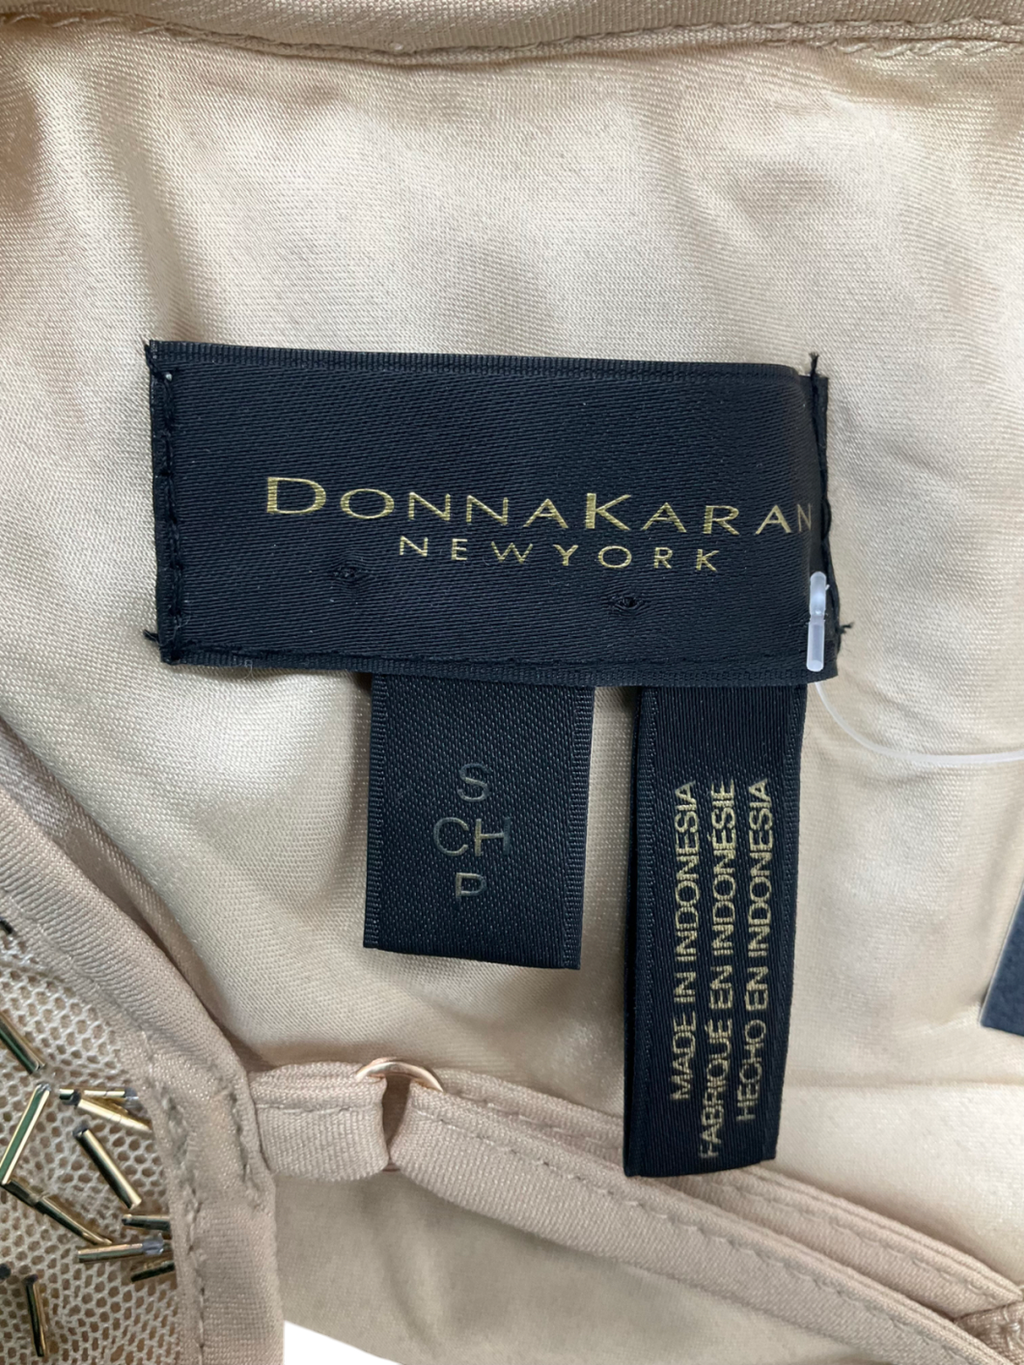 DONNAKARAN
NEWYORK
S
CH
P
MADE IN INDONESIA
FABRIQUÉ EN INDONÉSIE
HECHO EN INDONESIA